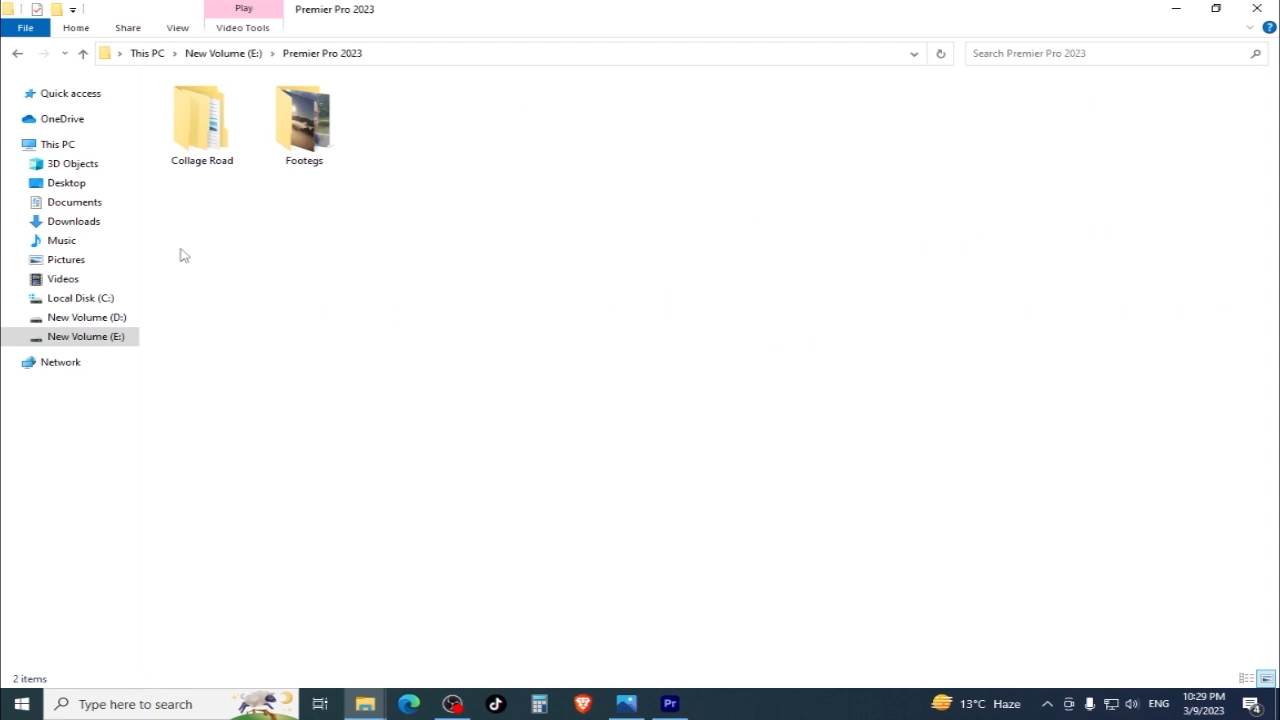 Play
Premier Pro 2023
File
Home
Share
View
Video Tools
This PC
New Volume (E:)
Premier Pro 2023
Search Premier Pro 2023
Quick access
OneDrive
This PC
3D Objects
Desktop
Documents
Downloads
Music
Pictures
Videos
Local Disk (C:)
New Volume (D:)
New Volume (E:)
Network
Collage Road
Footegs
2 items
Type here to search
Pr
13°C Haze
ENG
10:29 PM
3/9/2023
4